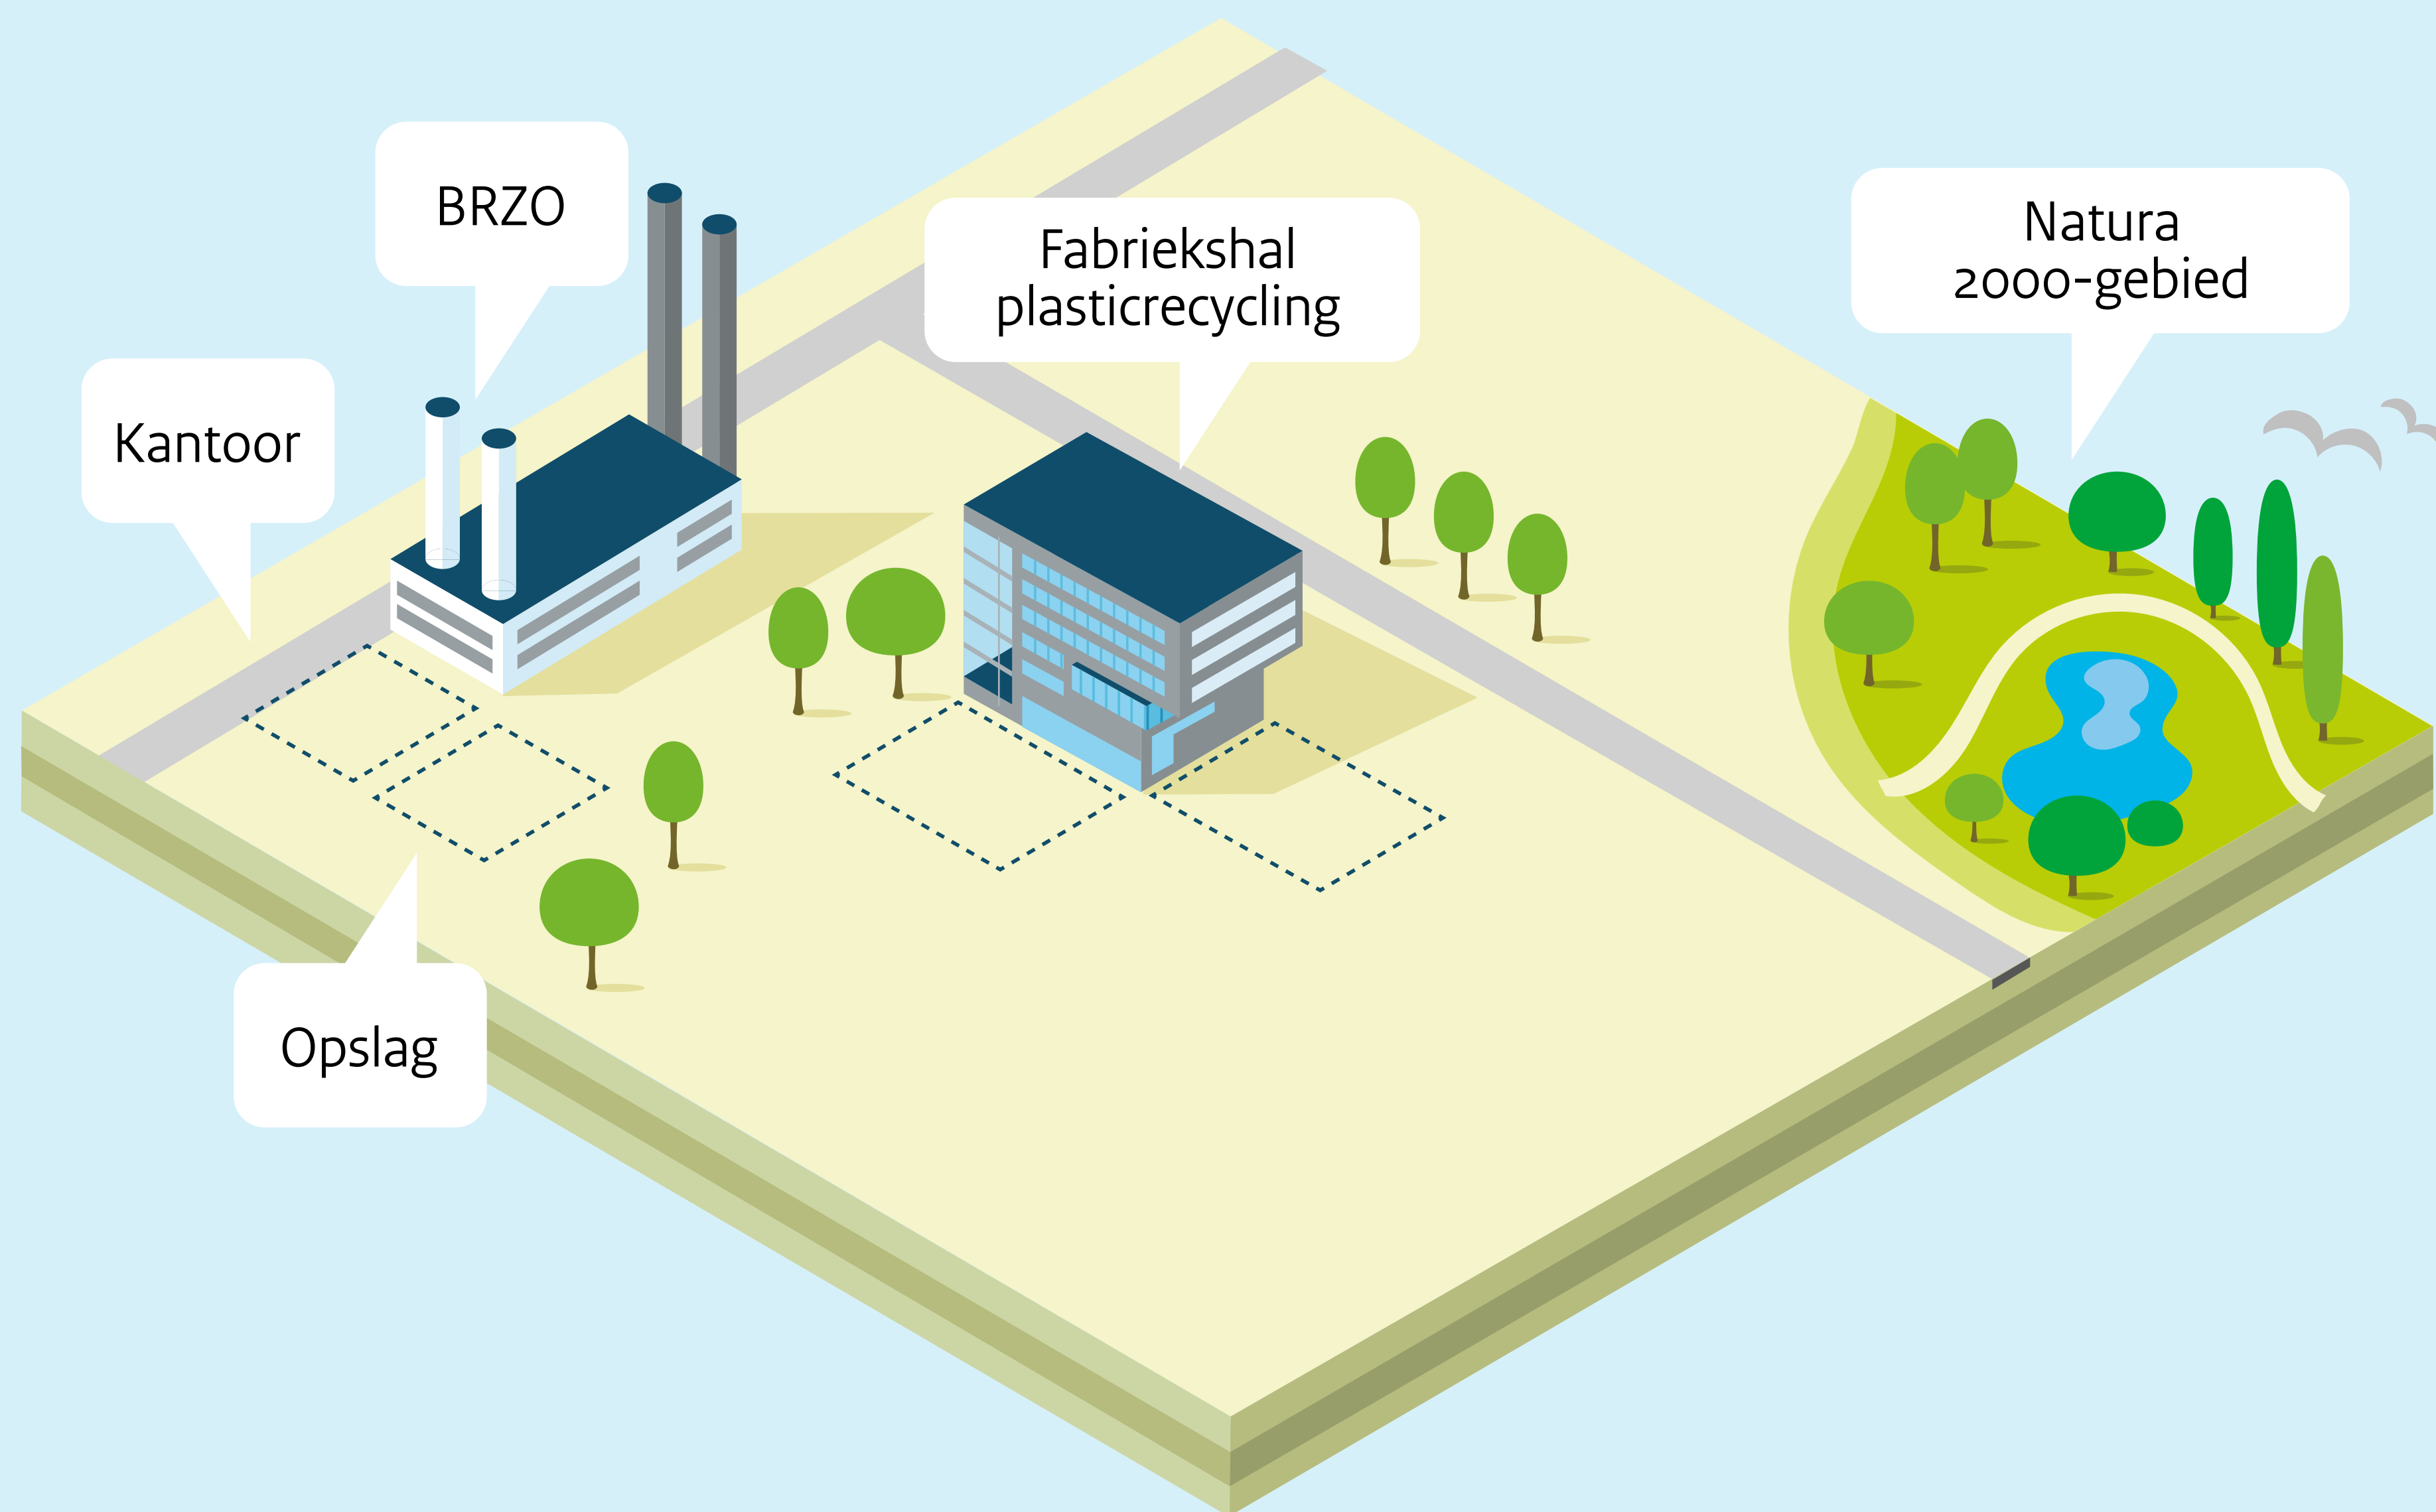 BRZO
Fabriekshal
plasticrecycling
Natura
2000-gebied
Kantoor
Opslag